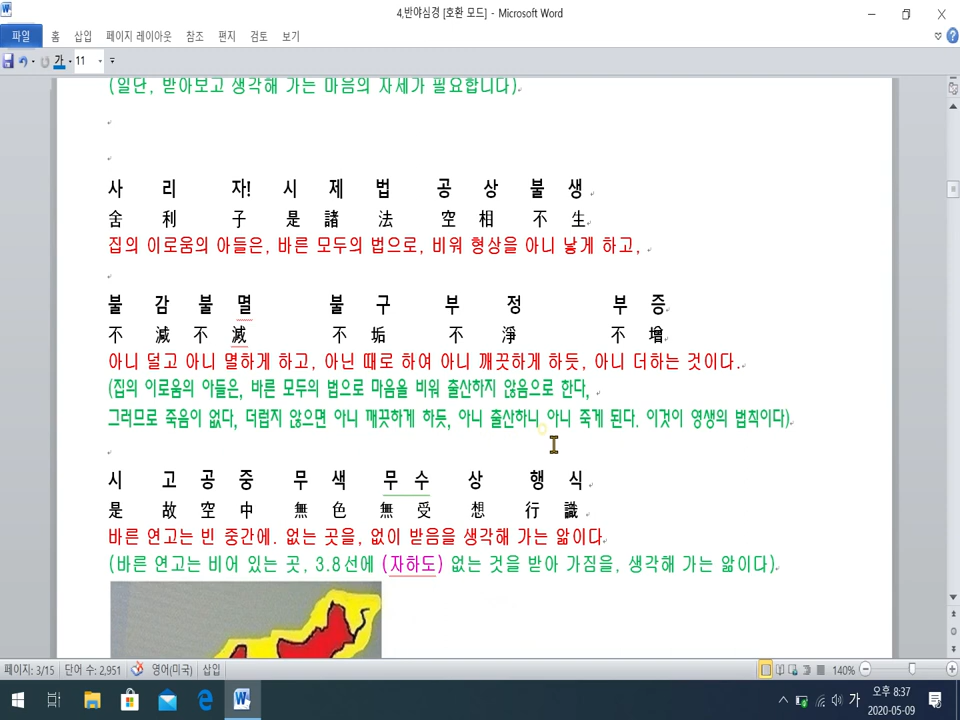 4,반야심경 [호환 모드] - Microsoft Word
파일 홈 삽입 페이지 레이아웃 참조 편지 검토 보기
가 11
(일단, 받아보고 생각해 가는 마음의 자세가 필요합니다)
사 리 자! 시 제 법 공 상 불 생
舍 利 子 是 諸 法 空 相 不 生
집의 이로움의 아들은, 바른 모두의 법으로, 비워 형상을 아니 낳게 하고,
불 감 불 멸 불 구 부 정 부 증
不 減 不 滅 不 垢 不 淨 不 增
아니 덜고 아니 멸하게 하고, 아닌 때로 하여 아니 깨끗하게 하듯, 아니 더하는 것이다.
(집의 이로움의 아들은, 바른 모두의 법으로 마음을 비워 출산하지 않음으로 한다,
그러므로 죽음이 없다, 더럽지 않으면 아니 깨끗하게 하듯, 아니 출산하니 아니 죽게 된다. 이것이 영생의 법칙이다)
시 고 공 중 무 색 무 수 상 행 식
是 故 空 中 無 色 無 受 想 行 識
바른 연고는 빈 중간에. 없는 곳을, 없이 받음을 생각해 가는 앎이다.
(바른 연고는 비어 있는 곳, 3.8선에 (자하도) 없는 것을 받아 가짐을, 생각해 가는 앎이다)
페이지: 3/15 단어 수: 2,951 영어(미국) 삽입 140%
가 오후 8:37
2020-05-09